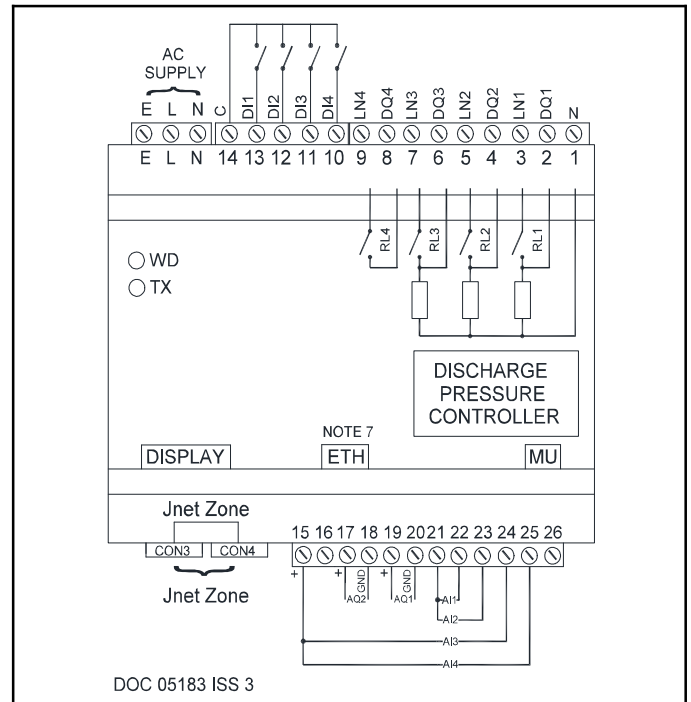 AC
SUPPLY
E L N C DI1 DI2 DI3 DI4 LN4 DQ4 LN3 DQ3 LN2 DQ2 LN1 DQ1 N
E L N 14 13 12 11 10 9 8 7 6 5 4 3 2 1
RL4 RL3 RL2 RL1
WD
TX
DISCHARGE
PRESSURE
CONTROLLER
NOTE 7
DISPLAY ETH MU
Jnet Zone
15 16 17 18 19 20 21 22 23 24 25 26
CON3 CON4
+ + GND + GND
Jnet Zone
AQ2 AQ1 AI1
AI2
AI3
AI4
DOC 05183 ISS 3